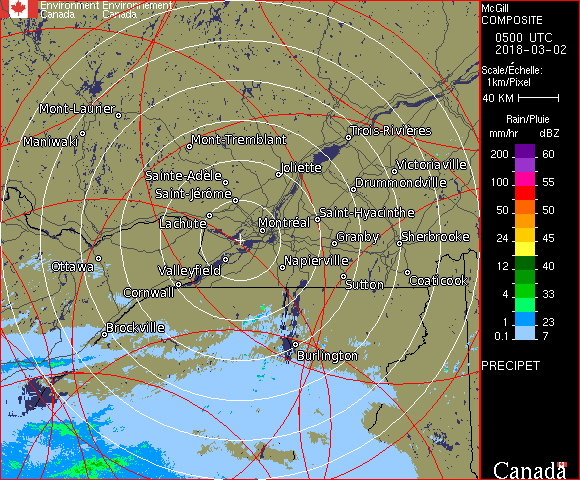 Environment Environnement
Canada Canada
McGill
COMPOSITE
0500 UTC
2018-03-02
Scale/Échelle:
1km/Pixel
40 KM
Rain/Pluie
mm/hr dBZ
200 60
55
100 55
50 50
24 45
12 40
4 33
1 23
0.1 7
PRECIPET
Canada
Mont-Laurier
Maniwaki
Mont-Tremblant
Trois-Rivières
Joliette
Victoriaville
Sainte-Adèle
Drummondville
Saint-Jérôme
Lachute
Montréal
Saint-Hyacinthe
Granby
Sherbrooke
Ottawa
Valleyfield
Napierville
Cornwall
Sutton
Coaticook
Brockville
Burlington